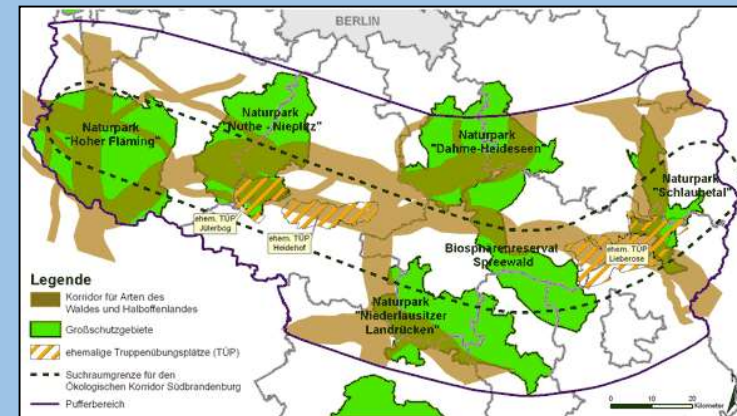 BERLIN
Naturpark
"Hoher Fläming"
Naturpark
"Nuthe - Nieplitz"
Naturpark
"Dahme-Heideseen"
Naturpark
"Schlaubetal"
ehem. TÜP
Jüterbog
ehem. TÜP
Heidehof
Biosphärenreservat
Spreewald
ehem. TÜP
Lieberose
Naturpark
"Niederlausitzer
Landrücken"
Legende
Korridor für Arten des
Waldes und Halboffenlandes
Großschutzgebiete
ehemalige Truppenübungsplätze (TÜP)
Suchraumgrenze für den
Ökologischen Korridor Südbrandenburg
Pufferbereich
0 10 20
Kilometer